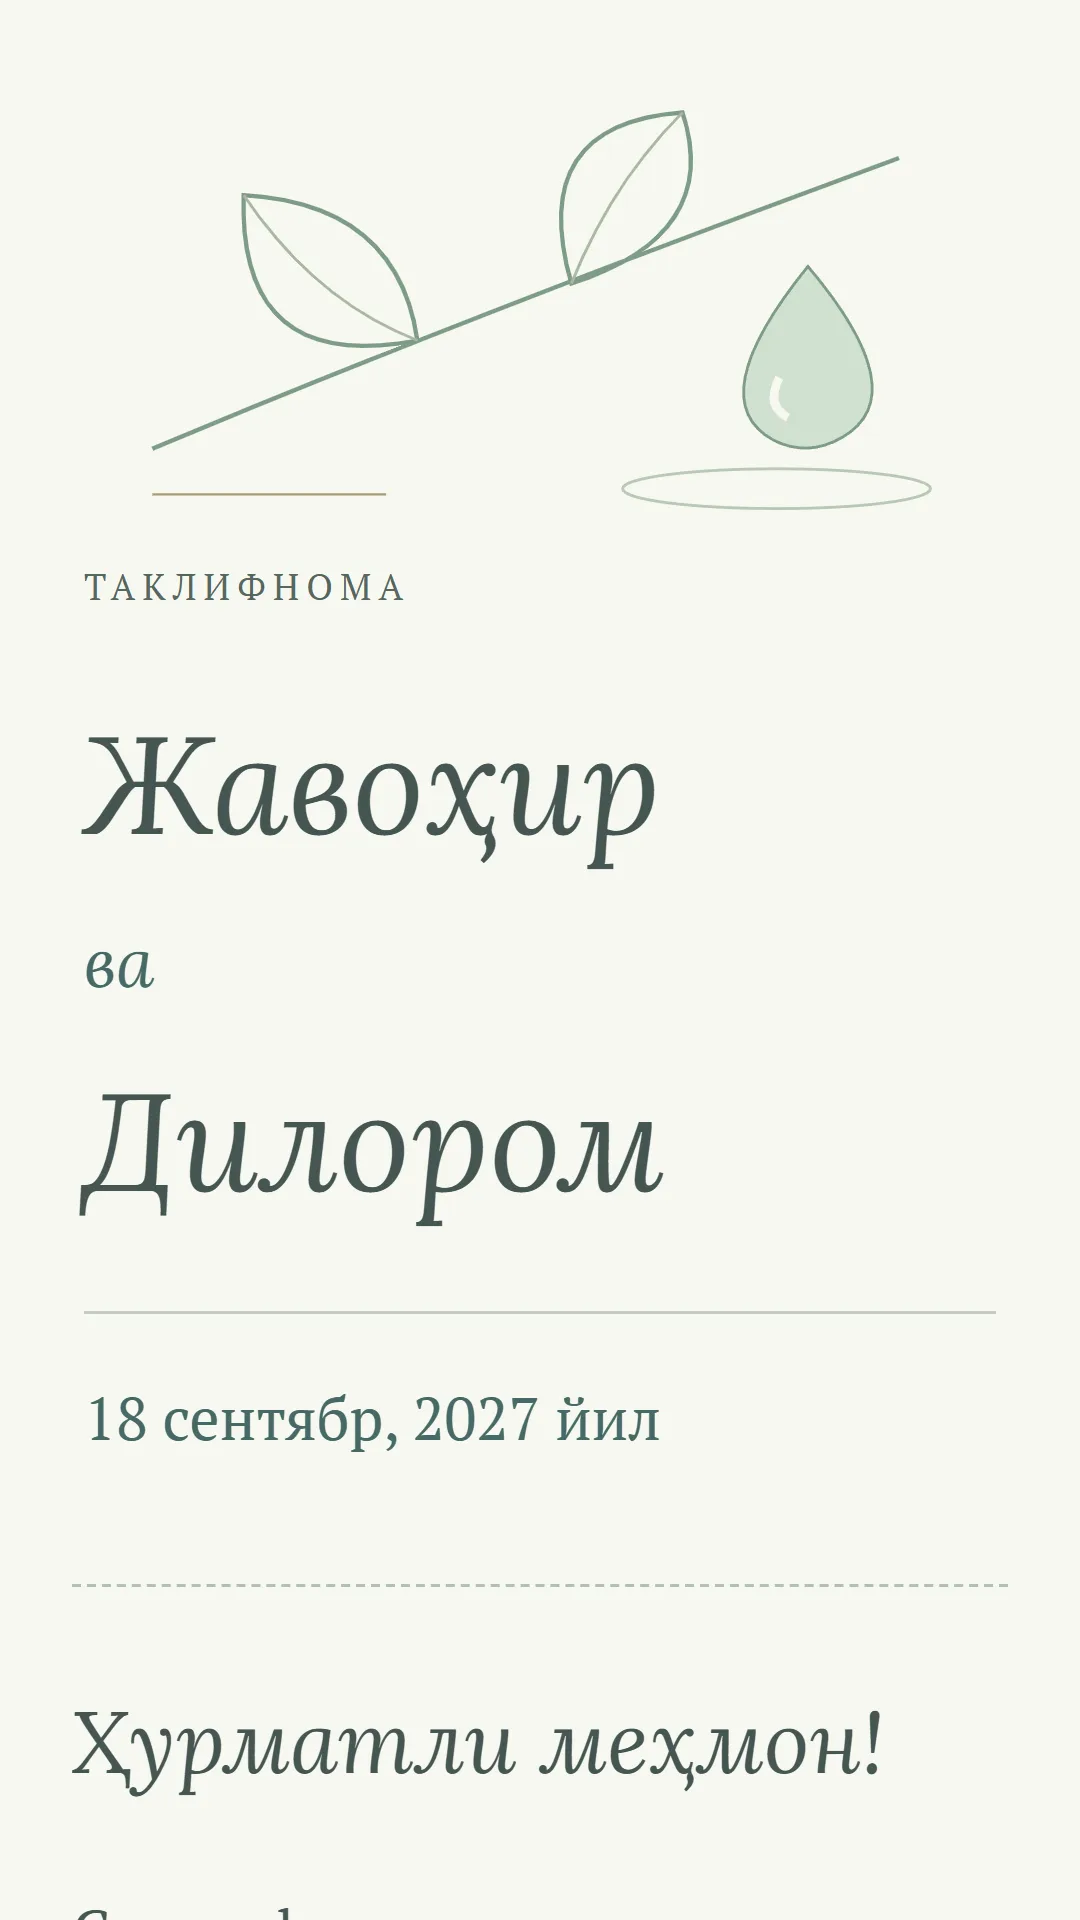 ТАКЛИФНОМА
Жавоҳир
ва
Дилором
18 сентябр, 2027 йил
Ҳурматли меҳмон!